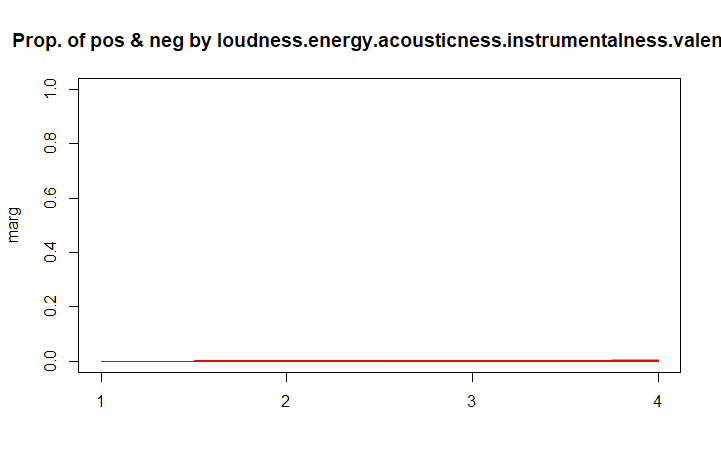 Prop. of pos & neg by loudness.energy.acousticness.instrumentalness.valen
1.0
0.8
0.6
0.4
0.2
0.0
marg
1 2 3 4